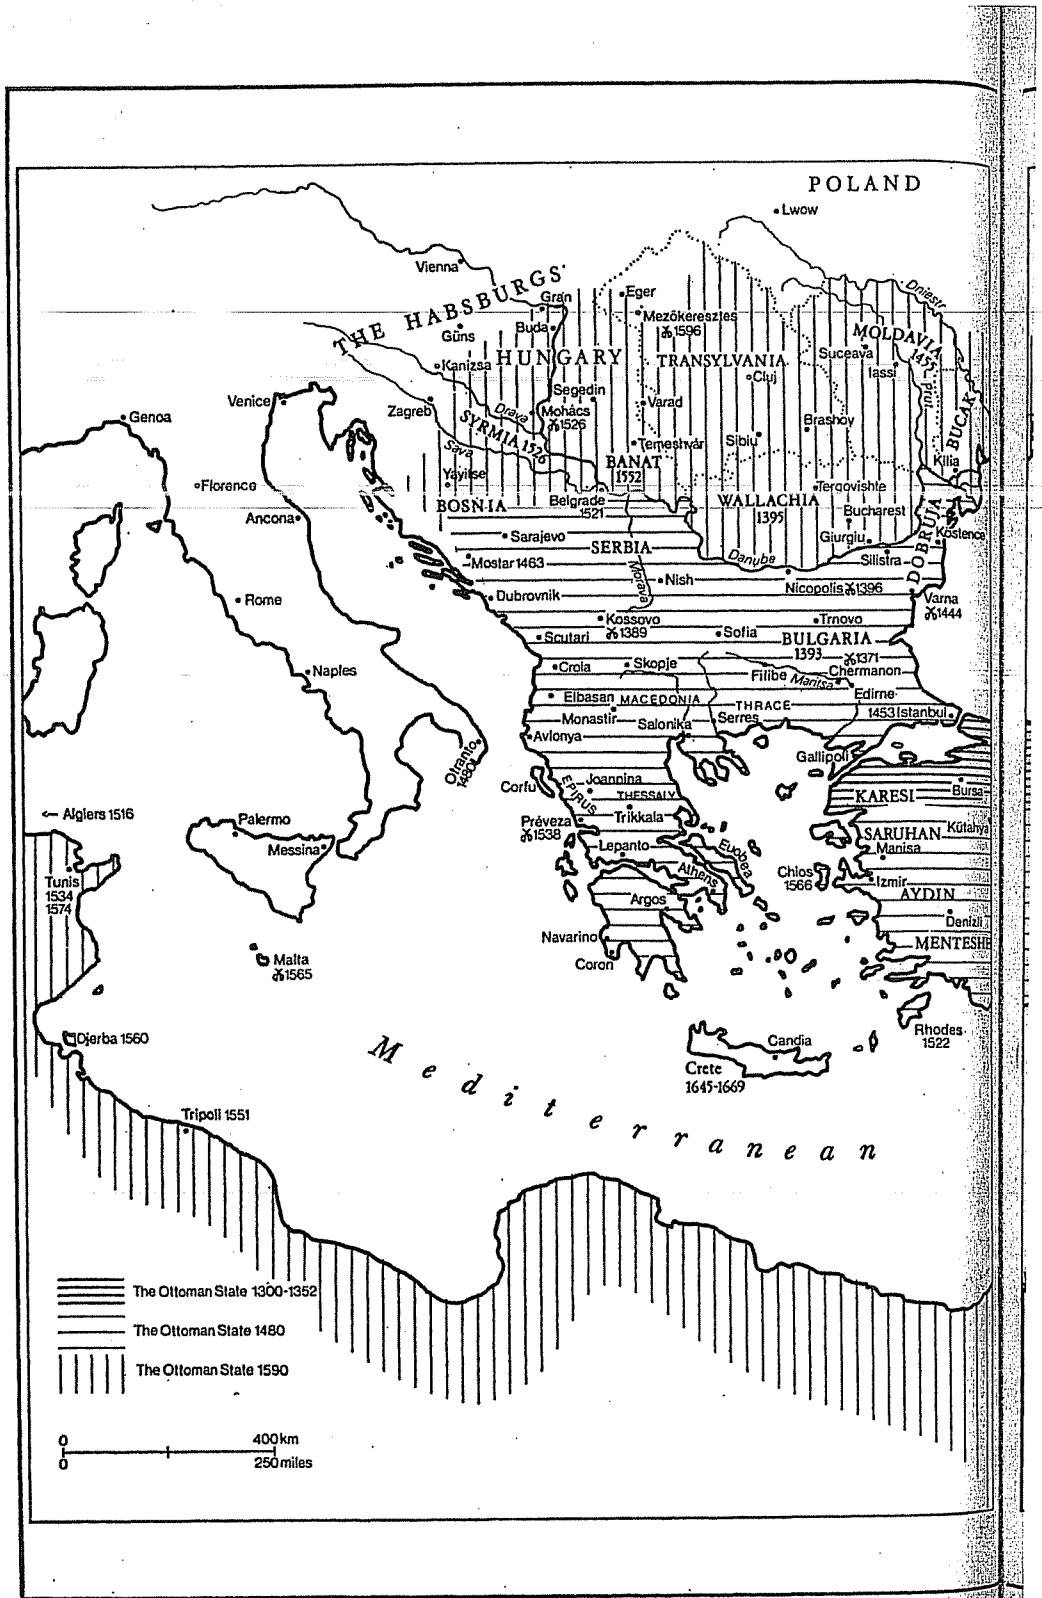 POLAND
Lwow
Vienna
THE HABSBURGS
Gran
Eger
Dniestr
Mezőkeresztes
1596
Güns
Buda
HUNGARY
MOLDAVIA
1455
Suceava
Iassi
TRANSYLVANIA
Cluj
Kanizsa
Segedin
Prut
BUCAK
Venice
Zagreb
Drava
Mohács
1526
Varad
Genoa
SYRMIA 1526
Brashov
Sava
Temeshvár
Sibiu
Kilia
BANAT
1552
Yayitse
Florence
Tergovishte
BOSNIA
Belgrade
1521
WALLACHIA
1395
Bucharest
Ancona
DOBRUJA
Köstence
Sarajevo
SERBIA
Giurgiu
Danube
Silistra
Mostar 1463
Morava
Nish
Nicopolis 1396
Rome
Dubrovnik
Varna
1444
Kossovo
1389
Trnovo
Scutari
Sofia
BULGARIA
1393
1371
Chermanon
Naples
Croia
Skopje
Filibe
Maritsa
Edirne
Elbasan
MACEDONIA
THRACE
Monastir
Salonika
Serres
1453 Istanbul
Avlonya
Otranto
1480
Gallipoli
Corfu
EPIRUS
Joannina
THESSALY
KARESI
Bursa
Algiers 1516
Palermo
Préveza
1538
Trikkala
SARUHAN
Kütahya
Messina
Lepanto
Euboea
Manisa
Tunis
1534
1574
Athens
Chios
1566
Izmir
AYDIN
Argos
Denizli
Navarino
MENTESHE
Coron
Malta
1565
Rhodes
1522
Djerba 1560
Candia
Crete
1645-1669
Mediterranean
Tripoli 1551
The Ottoman State 1300-1352
The Ottoman State 1480
The Ottoman State 1590
0 400 km
0 250 miles